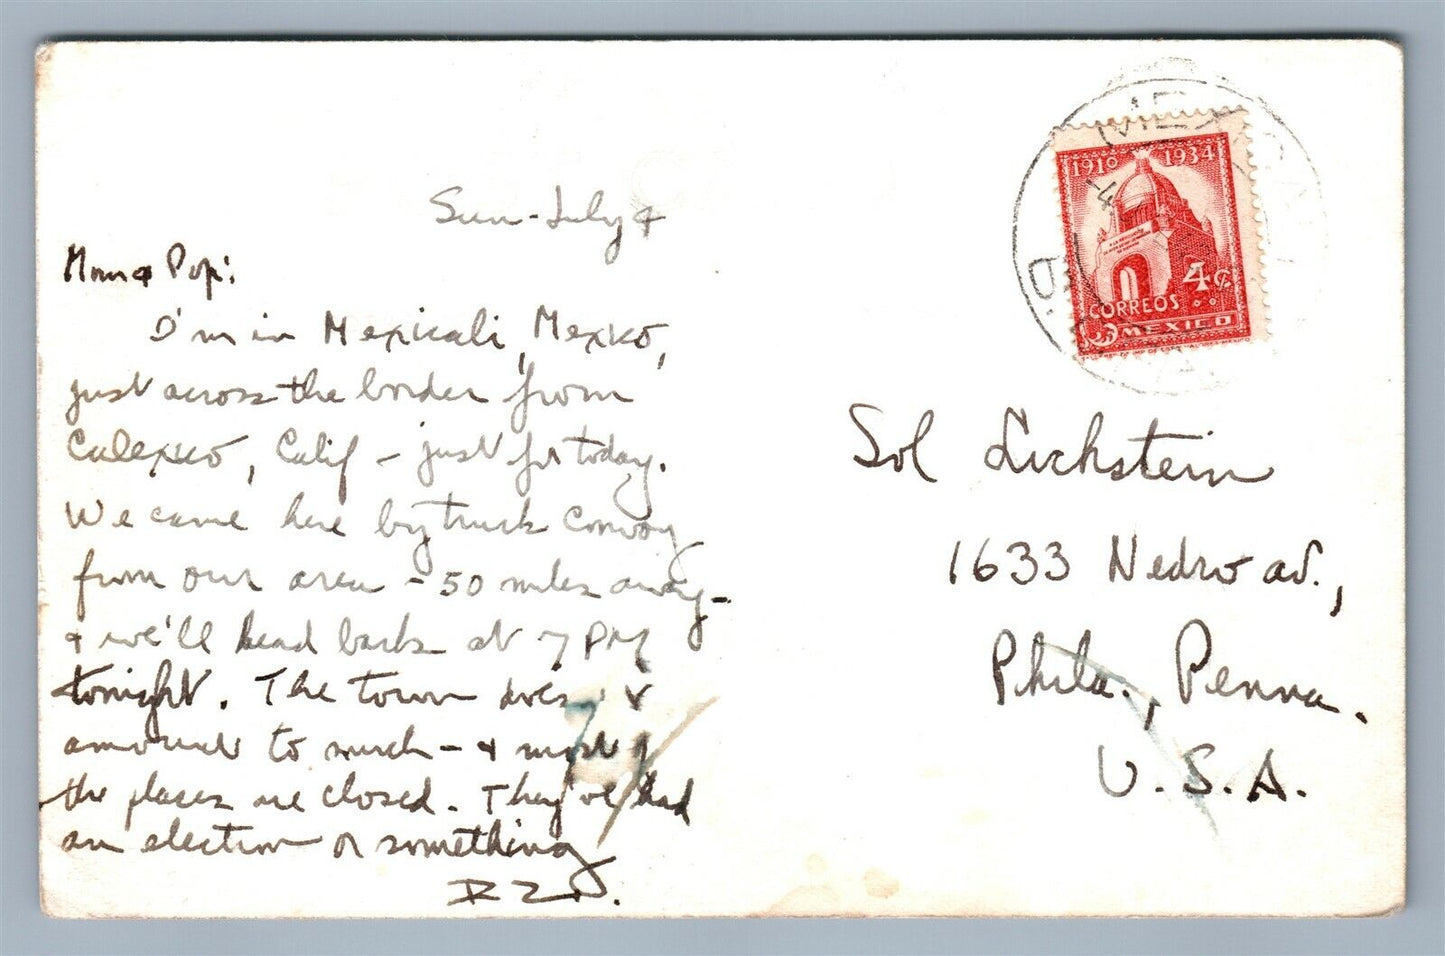 Sun - July 4
Mom & Pop:
I'm in Mexicali, Mexico,
just across the border from
Calexico, Calif - just for today.
We came here by truck convoy
from our area - 50 miles away -
& we'll head back at 7 PM
tonight. The town doesn't
amount to much - & most of
the places are closed. They've had
an election or something
1910 1934
4¢
CORREOS
MEXICO
Sol Lichstein
1633 Nedro av.,
Phila., Penna.
U.S.A.